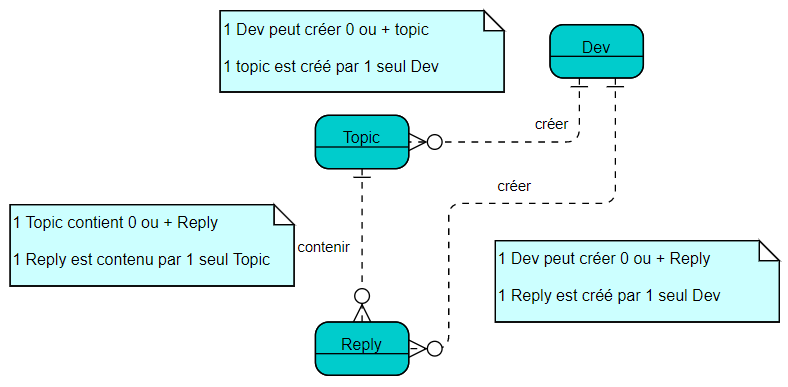 1 Dev peut créer 0 ou + topic
1 topic est créé par 1 seul Dev
Dev
créer
Topic
créer
1 Topic contient 0 ou + Reply
1 Reply est contenu par 1 seul Topic
contenir
1 Dev peut créer 0 ou + Reply
1 Reply est créé par 1 seul Dev
Reply